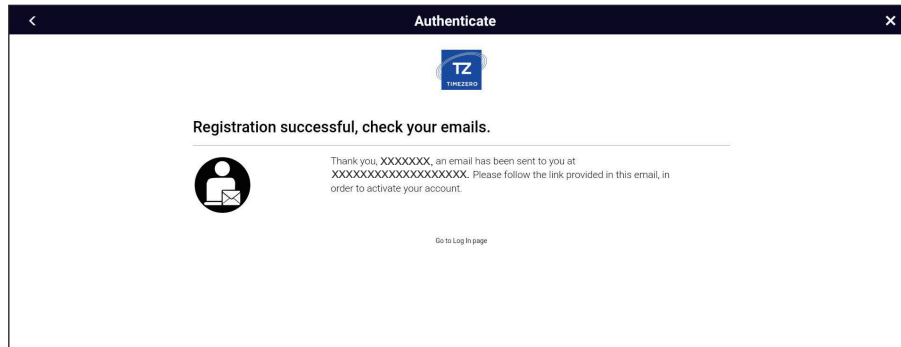 Authenticate
TZ
TIMEZERO
Registration successful, check your emails.
Thank you, XXXXXXX, an email has been sent to you at
XXXXXXXXXXXXXXXXXXX. Please follow the link provided in this email, in
order to activate your account.
Go to Log In page